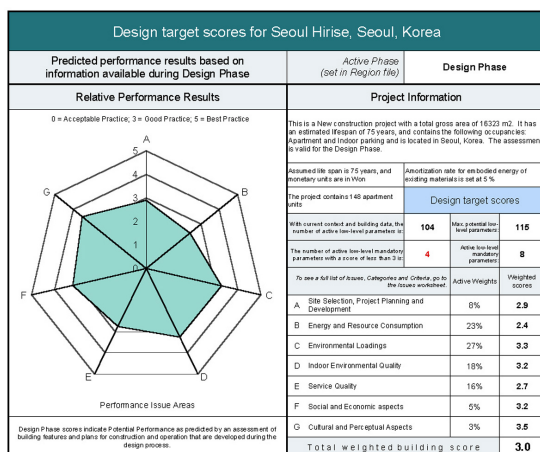 Design target scores for Seoul Hirise, Seoul, Korea
Predicted performance results based on
information available during Design Phase
Active Phase
(set in Region file)
Design Phase
Relative Performance Results
Project Information
0 = Acceptable Practice; 3 = Good Practice; 5 = Best Practice
A
B
C
D
E
F
G
5
4
3
2
1
0
Performance Issue Areas
Design Phase scores indicate Potential Performance as predicted by an assessment of
building features and plans for construction and operation that are developed during the
design process.
This is a New construction project with a total gross area of 16323 m2. It has
an estimated lifespan of 75 years, and contains the following occupancies:
Apartment and Indoor parking and is located in Seoul, Korea. The assessment
is valid for the Design Phase.
Assumed life span is 75 years, and
monetary units are in Won
Amortization rate for embodied energy of
existing materials is set at 5 %
The project contains 148 apartment
units
Design target scores
With current context and building data, the
number of active low-level parameters is:
104
Max. potential low-
level parameters:
115
The number of active low-level mandatory
parameters with a score of less than 3 is:
4
Active low-level
mandatory
parameters:
8
To see a full list of Issues, Categories and Criteria, go to
the Issues worksheet.
Active Weights
Weighted
scores
A Site Selection, Project Planning and
Development 8% 2.9
B Energy and Resource Consumption 23% 2.4
C Environmental Loadings 27% 3.3
D Indoor Environmental Quality 18% 3.2
E Service Quality 16% 2.7
F Social and Economic aspects 5% 3.2
G Cultural and Perceptual Aspects 3% 3.5
Total weighted building score 3.0